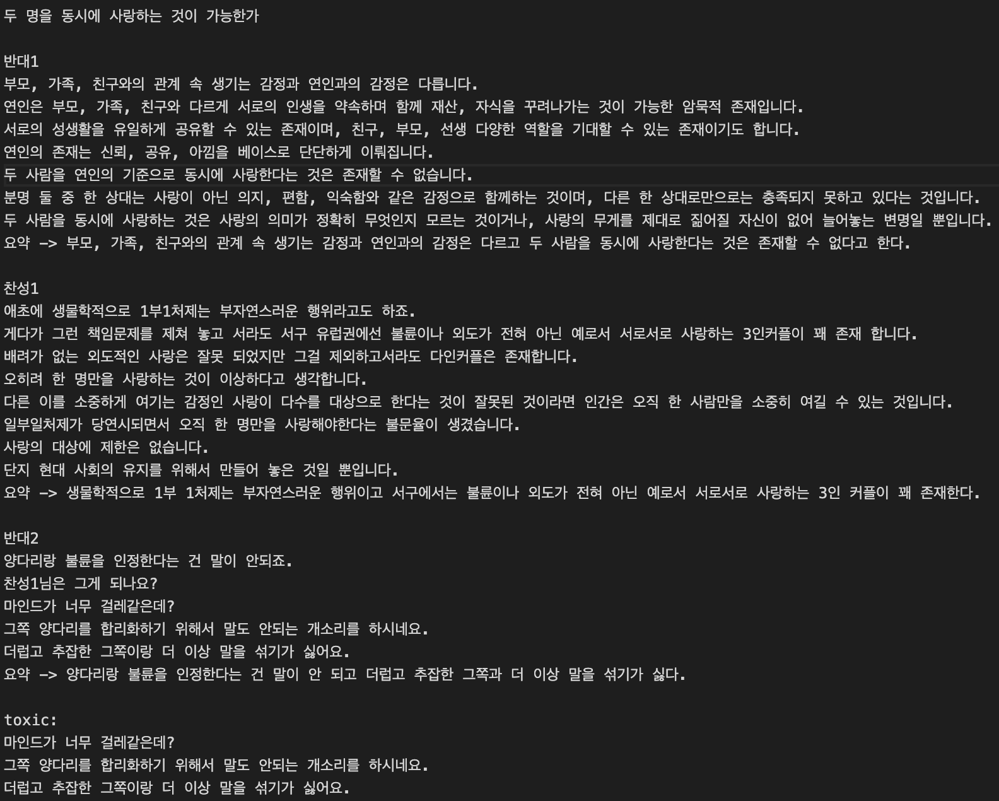 두 명을 동시에 사랑하는 것이 가능한가
반대1
부모, 가족, 친구와의 관계 속 생기는 감정과 연인과의 감정은 다릅니다.
연인은 부모, 가족, 친구와 다르게 서로의 인생을 약속하며 함께 재산, 자식을 꾸려나가는 것이 가능한 암묵적 존재입니다.
서로의 성생활을 유일하게 공유할 수 있는 존재이며, 친구, 부모, 선생 다양한 역할을 기대할 수 있는 존재이기도 합니다.
연인의 존재는 신뢰, 공유, 아낌을 베이스로 단단하게 이뤄집니다.
두 사람을 연인의 기준으로 동시에 사랑한다는 것은 존재할 수 없습니다.
분명 둘 중 한 상대는 사랑이 아닌 의지, 편함, 익숙함와 같은 감정으로 함께하는 것이며, 다른 한 상대로만으로는 충족되지 못하고 있다는 것입니다.
두 사람을 동시에 사랑하는 것은 사랑의 의미가 정확히 무엇인지 모르는 것이거나, 사랑의 무게를 제대로 짊어질 자신이 없어 늘어놓는 변명일 뿐입니다.
요약 -> 부모, 가족, 친구와의 관계 속 생기는 감정과 연인과의 감정은 다르고 두 사람을 동시에 사랑한다는 것은 존재할 수 없다고 한다.
찬성1
애초에 생물학적으로 1부1처제는 부자연스러운 행위라고도 하죠.
게다가 그런 책임문제를 제쳐 놓고 서라도 서구 유럽권에선 불륜이나 외도가 전혀 아닌 예로서 서로서로 사랑하는 3인커플이 꽤 존재 합니다.
배려가 없는 외도적인 사랑은 잘못 되었지만 그걸 제외하고서라도 다인커플은 존재합니다.
오히려 한 명만을 사랑하는 것이 이상하다고 생각합니다.
다른 이를 소중하게 여기는 감정인 사랑이 다수를 대상으로 한다는 것이 잘못된 것이라면 인간은 오직 한 사람만을 소중히 여길 수 있는 것입니다.
일부일처제가 당연시되면서 오직 한 명만을 사랑해야한다는 불문율이 생겼습니다.
사랑의 대상에 제한은 없습니다.
단지 현대 사회의 유지를 위해서 만들어 놓은 것일 뿐입니다.
요약 -> 생물학적으로 1부 1처제는 부자연스러운 행위이고 서구에서는 불륜이나 외도가 전혀 아닌 예로서 서로서로 사랑하는 3인 커플이 꽤 존재한다.
반대2
양다리랑 불륜을 인정한다는 건 말이 안되죠.
찬성1님은 그게 되나요?
마인드가 너무 걸레같은데?
그쪽 양다리를 합리화하기 위해서 말도 안되는 개소리를 하시네요.
더럽고 추잡한 그쪽이랑 더 이상 말을 섞기가 싫어요.
요약 -> 양다리랑 불륜을 인정한다는 건 말이 안 되고 더럽고 추잡한 그쪽과 더 이상 말을 섞기가 싫다.
toxic:
마인드가 너무 걸레같은데?
그쪽 양다리를 합리화하기 위해서 말도 안되는 개소리를 하시네요.
더럽고 추잡한 그쪽이랑 더 이상 말을 섞기가 싫어요.